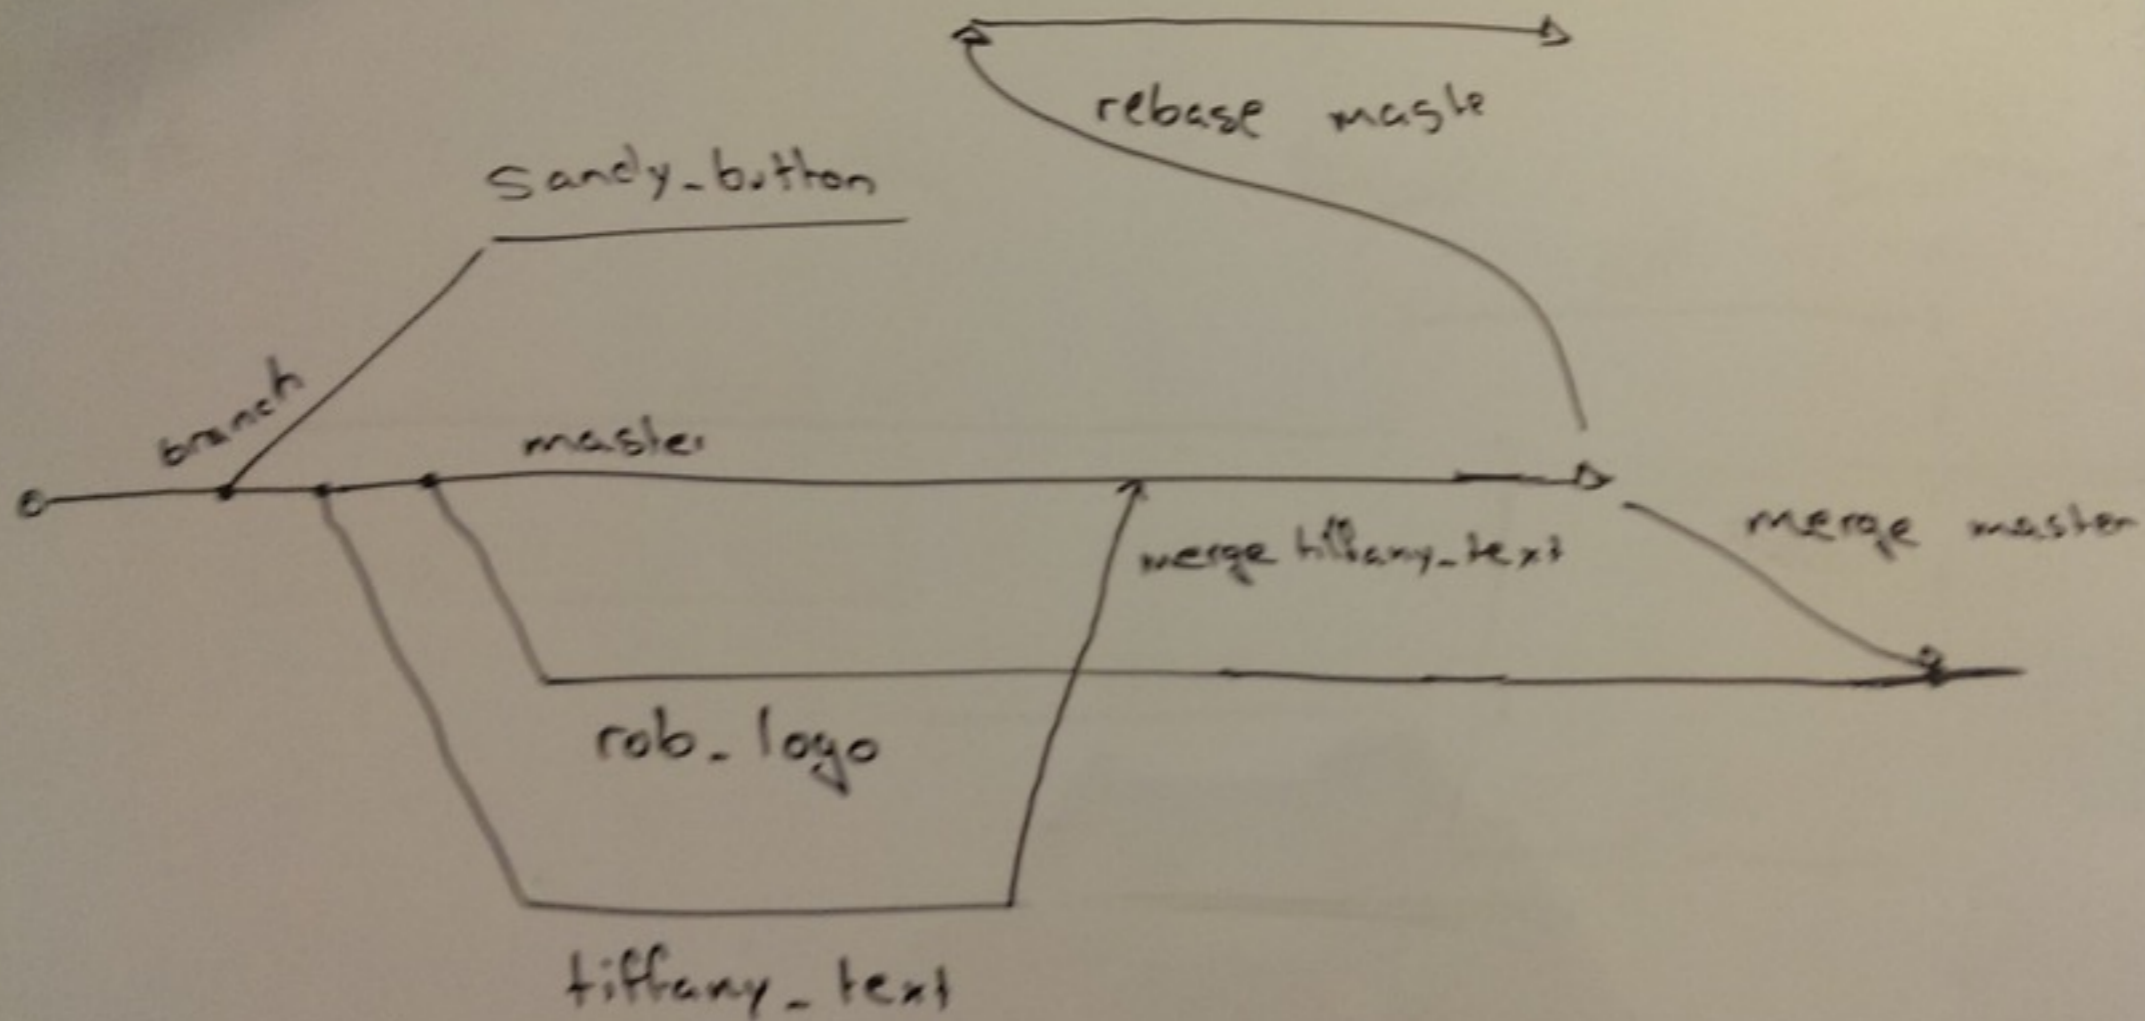 rebase maste
sandy_button
branch
master
merge tiffany_text
merge master
rob_logo
tiffany_text